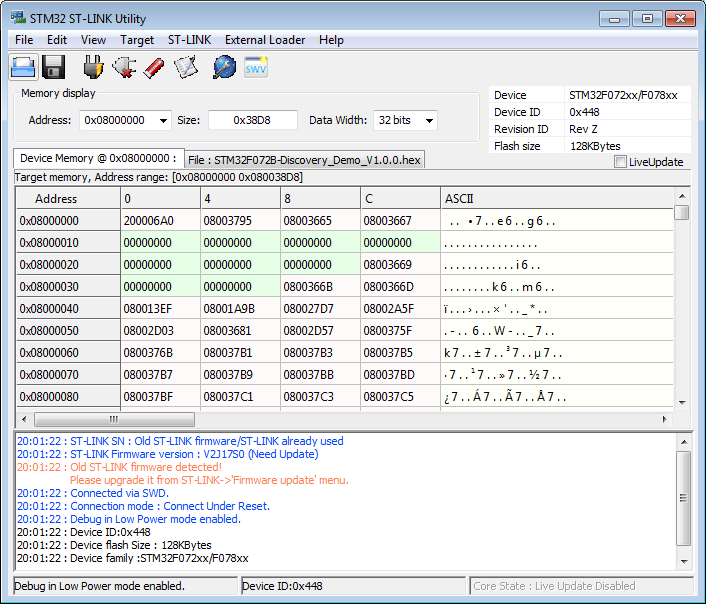 STM32 ST-LINK Utility
File Edit View Target ST-LINK External Loader Help
SWV
Memory display
Address: 0x08000000 Size: 0x38D8 Data Width: 32 bits
Device STM32F072xx/F078xx
Device ID 0x448
Revision ID Rev Z
Flash size 128KBytes
LiveUpdate
Device Memory @ 0x08000000 : File : STM32F072B-Discovery_Demo_V1.0.0.hex
Target memory, Address range: [0x08000000 0x080038D8]
Address 0 4 8 C ASCII
0x08000000 200006A0 08003795 08003665 08003667 .. •7..e6..g6..
0x08000010 00000000 00000000 00000000 00000000 ................
0x08000020 00000000 00000000 00000000 08003669 ............i6..
0x08000030 00000000 00000000 0800366B 0800366D ........k6..m6..
0x08000040 080013EF 08001A9B 080027D7 08002A5F ï...›...×'.._*..
0x08000050 08002D03 08003681 08002D57 0800375F .-..6..W-.._7..
0x08000060 0800376B 080037B1 080037B3 080037B5 k7..±7..³7..µ7..
0x08000070 080037B7 080037B9 080037BB 080037BD ·7..¹7..»7..½7..
0x08000080 080037BF 080037C1 080037C3 080037C5 ¿7..Á7..Ã7..Å7..
20:01:22 : ST-LINK SN : Old ST-LINK firmware/ST-LINK already used
20:01:22 : ST-LINK Firmware version : V2J17S0 (Need Update)
20:01:22 : Old ST-LINK firmware detected!
Please upgrade it from ST-LINK->'Firmware update' menu.
20:01:22 : Connected via SWD.
20:01:22 : Connection mode : Connect Under Reset.
20:01:22 : Debug in Low Power mode enabled.
20:01:22 : Device ID:0x448
20:01:22 : Device flash Size : 128KBytes
20:01:22 : Device family :STM32F072xx/F078xx
Debug in Low Power mode enabled. Device ID:0x448 Core State : Live Update Disabled